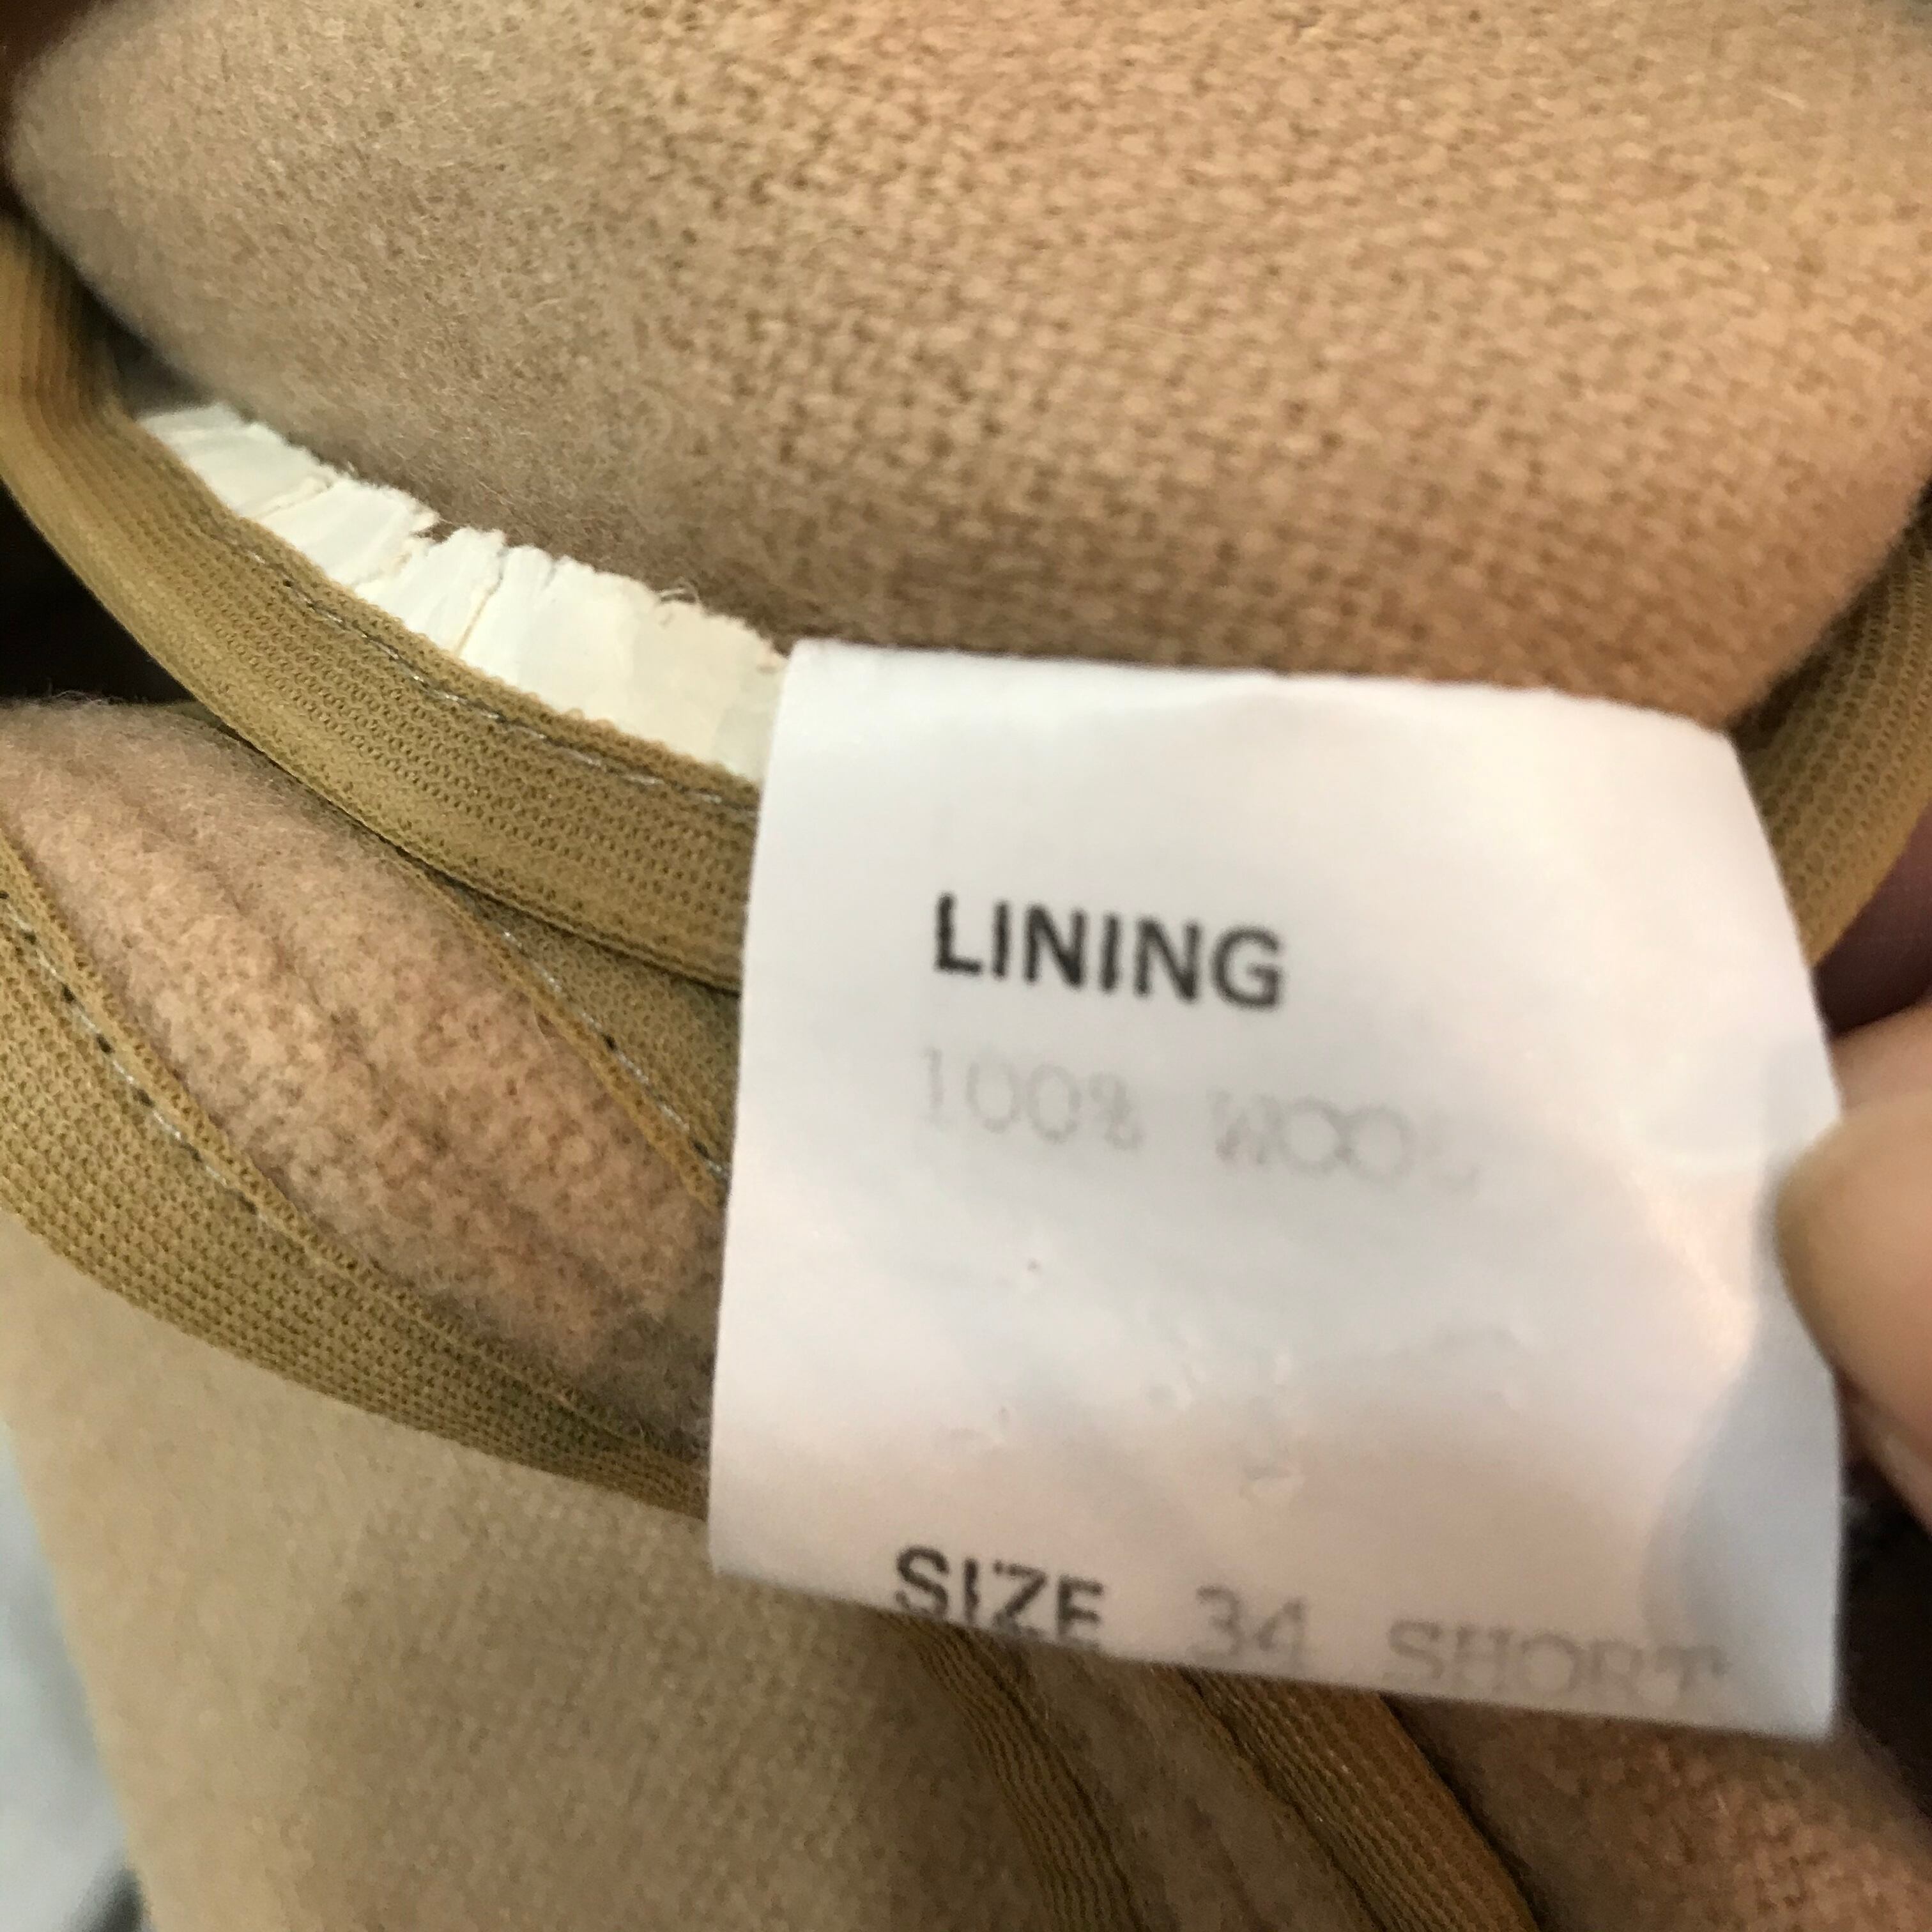 LINING
100% WOOL
SIZE 34 SHORT